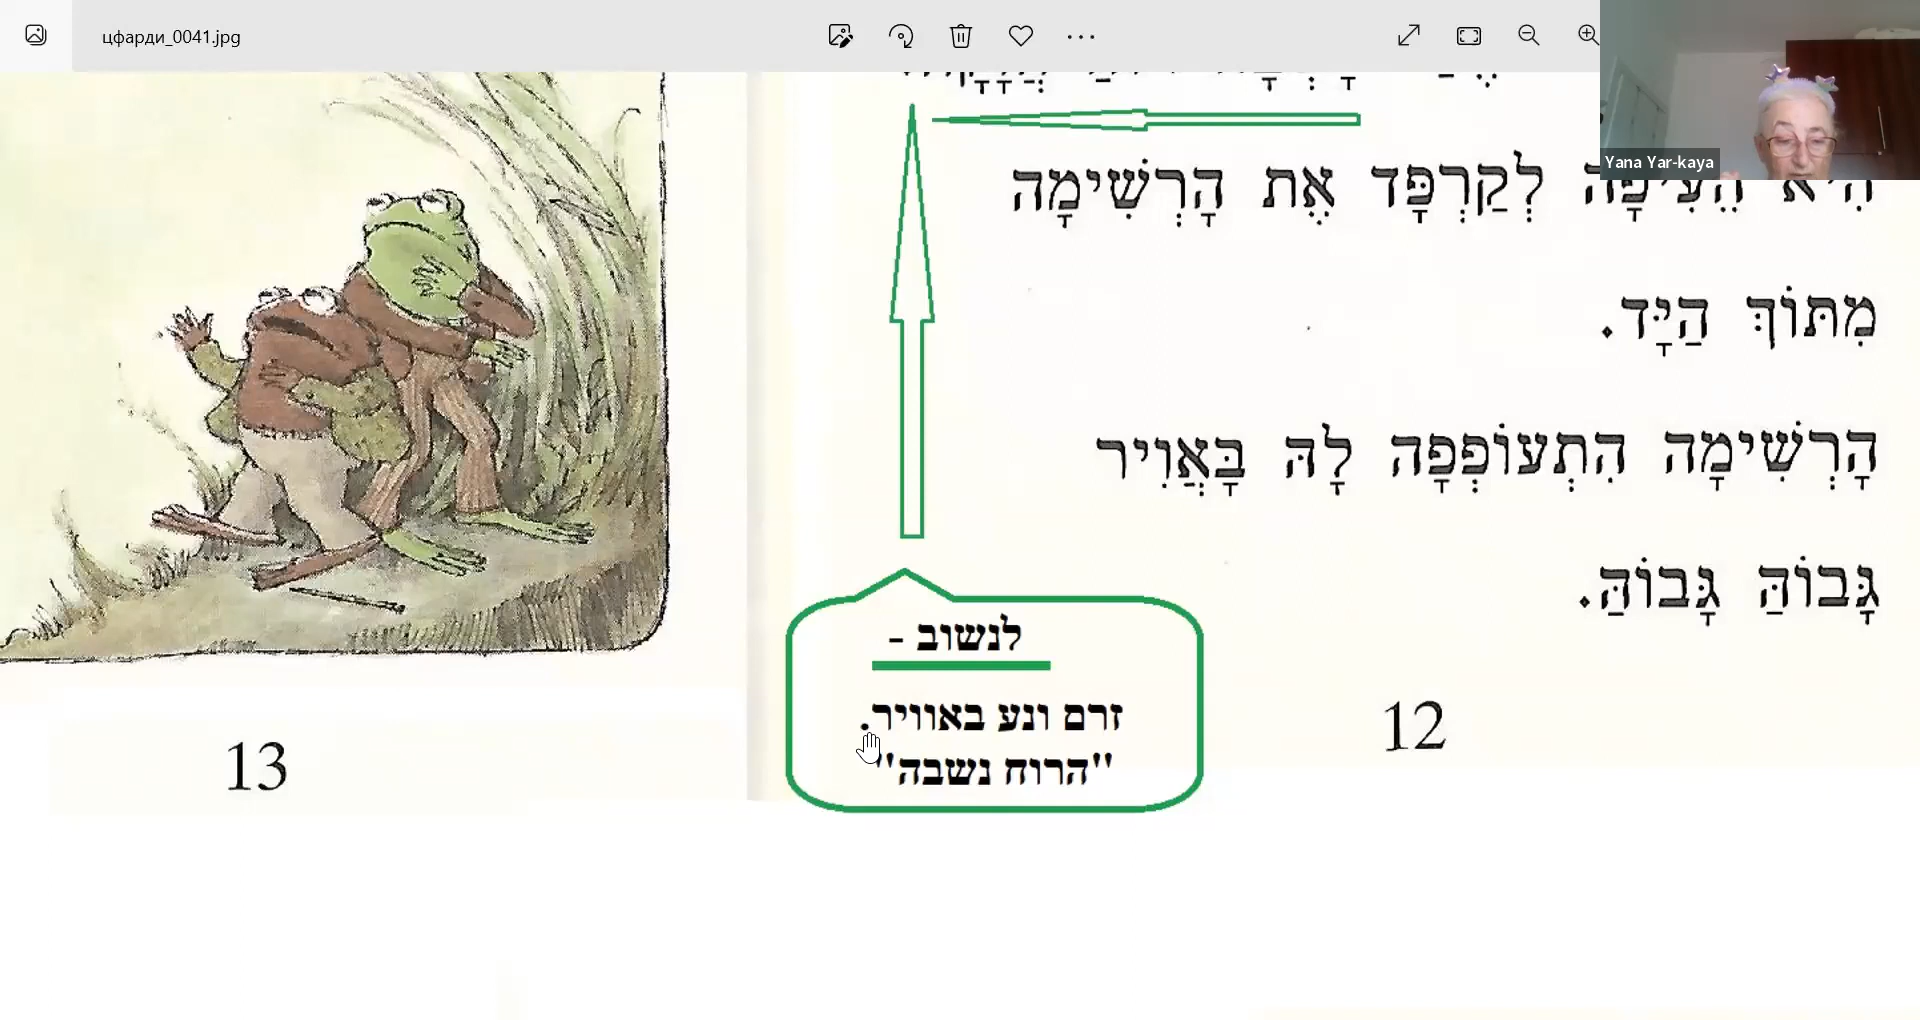 цфарди_0041.jpg
Yana Yar-kaya
הִיא הֵעִיפָה לְקַרְפָּד אֶת הָרְשִׁימָה
מִתּוֹךְ הַיָּד.
הָרְשִׁימָה הִתְעוֹפְפָה לָהּ בָּאֲוִיר
גָּבוֹהַּ גָּבוֹהַּ.
לנשוב -
זרם ונע באוויר.
"הרוח נשבה"
12
13